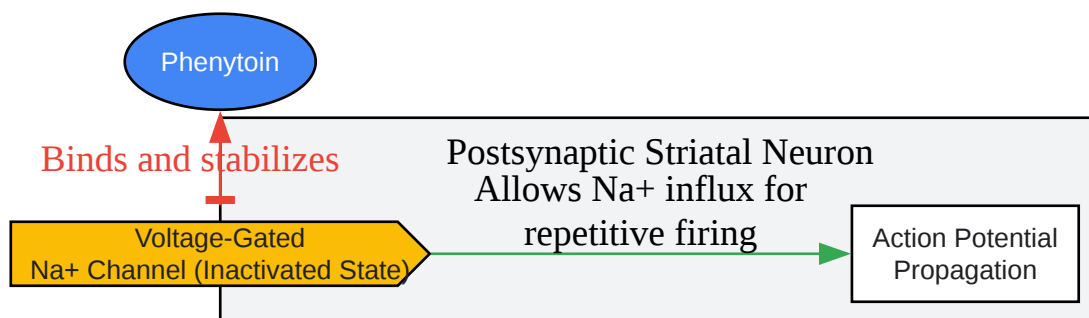 Phenytoin
Binds and stabilizes
Postsynaptic Striatal Neuron
Allows Na+ influx for
repetitive firing
Voltage-Gated
Na+ Channel (Inactivated State)
Action Potential
Propagation